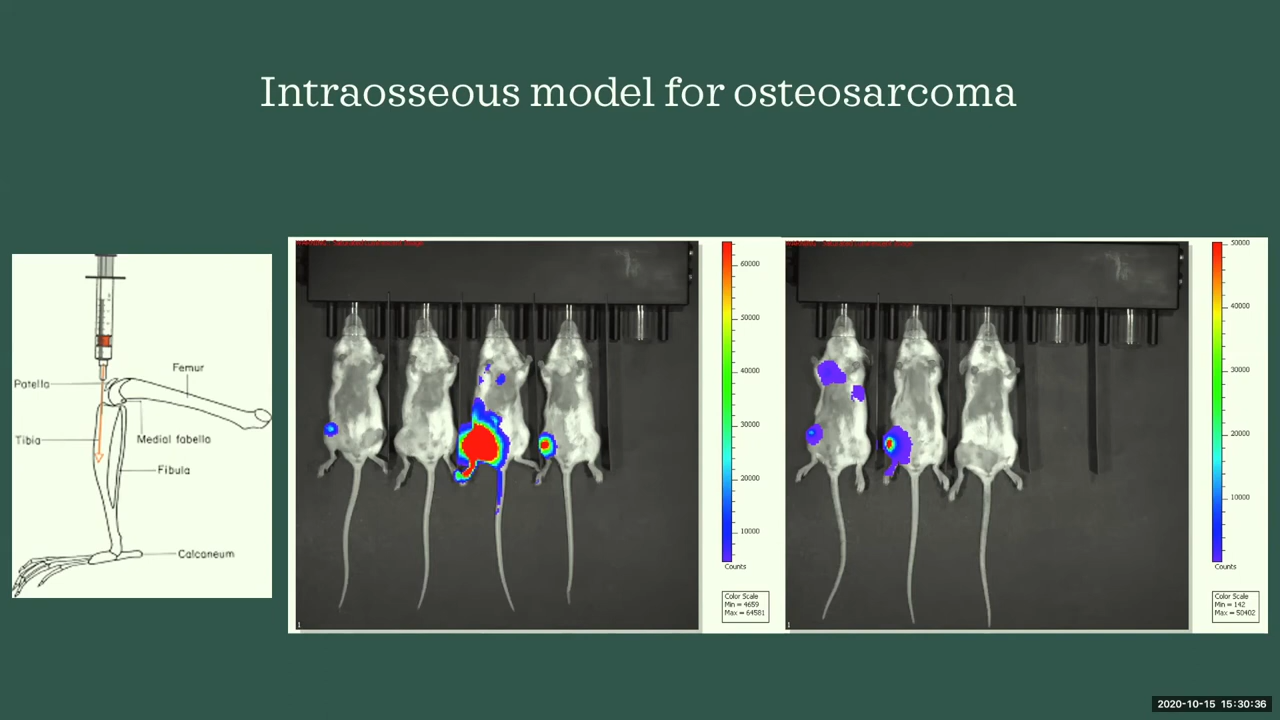 Intraosseous model for osteosarcoma
Patella
Femur
Tibia
Medial fabella
Fibula
Calcaneum
60000
50000
40000
30000
20000
10000
Counts
Color Scale
Min = 4659
Max = 64581
1
50000
40000
30000
20000
10000
Counts
Color Scale
Min = 142
Max = 50402
1
2020-10-15 15:30:36